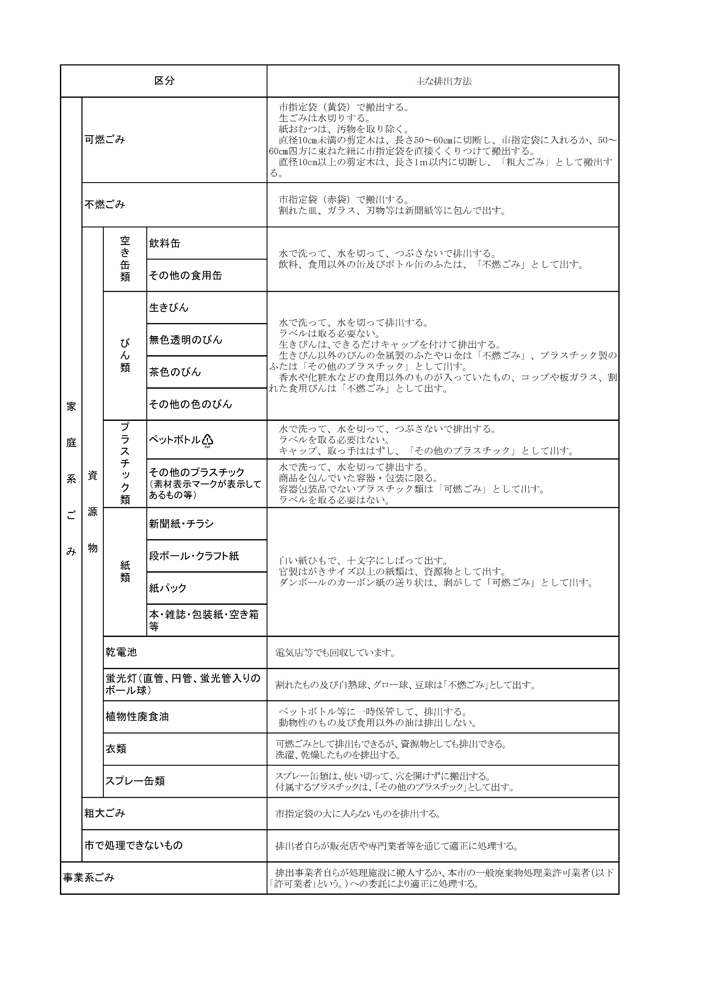 区分
主な排出方法
家庭系ごみ
可燃ごみ
市指定袋（黄袋）で搬出する。
生ごみは水切りする。
紙おむつは、汚物を取り除く。
直径10㎝未満の剪定木は、長さ50～60㎝に切断し、市指定袋に入れるか、50～
60㎝四方に束ねた紐に市指定袋を直接くくりつけて搬出する。
直径10cm以上の剪定木は、長さ1ｍ以内に切断し、「粗大ごみ」として搬出す
る。
不燃ごみ
市指定袋（赤袋）で搬出する。
割れた皿、ガラス、刃物等は新聞紙等に包んで出す。
資源物
空き缶類
飲料缶
その他の食用缶
水で洗って、水を切って、つぶさないで排出する。
飲料、食用以外の缶及びボトル缶のふたは、「不燃ごみ」として出す。
びん類
生きびん
無色透明のびん
茶色のびん
その他の色のびん
水で洗って、水を切って排出する。
ラベルは取る必要ない。
生きびんは、できるだけキャップを付けて排出する。
生きびん以外のびんの金属製のふたや口金は「不燃ごみ」、プラスチック製の
ふたは「その他のプラスチック」として出す。
香水や化粧水などの食用以外のものが入っていたもの、コップや板ガラス、割
れた食用びんは「不燃ごみ」として出す。
プラスチック類
ペットボトル
1
PET
水で洗って、水を切って、つぶさないで排出する。
ラベルを取る必要はない。
キャップ、取っ手ははずし、「その他のプラスチック」として出す。
その他のプラスチック
（素材表示マークが表示して
あるもの等）
水で洗って、水を切って排出する。
商品を包んでいた容器・包装に限る。
容器包装品でないプラスチック類は「可燃ごみ」として出す。
ラベルを取る必要はない。
紙類
新聞紙・チラシ
段ボール・クラフト紙
紙パック
本・雑誌・包装紙・空き箱
等
白い紙ひもで、十文字にしばって出す。
官製はがきサイズ以上の紙類は、資源物として出す。
ダンボールのカーボン紙の送り状は、剥がして「可燃ごみ」として出す。
乾電池
電気店等でも回収しています。
蛍光灯（直管、円管、蛍光管入りの
ボール球）
割れたもの及び白熱球、グロー球、豆球は「不燃ごみ」として出す。
植物性廃食油
ペットボトル等に一時保管して、排出する。
動物性のもの及び食用以外の油は排出しない。
衣類
可燃ごみとして排出もできるが、資源物としても排出できる。
洗濯、乾燥したものを排出する。
スプレー缶類
スプレー缶類は、使い切って、穴を開けずに搬出する。
付属するプラスチックは、「その他のプラスチック」として出す。
粗大ごみ
市指定袋の大に入らないものを排出する。
市で処理できないもの
排出者自らが販売店や専門業者等を通じて適正に処理する。
事業系ごみ
排出事業者自らが処理施設に搬入するか、本市の一般廃棄物処理業許可業者（以下
「許可業者」という。）への委託により適正に処理する。